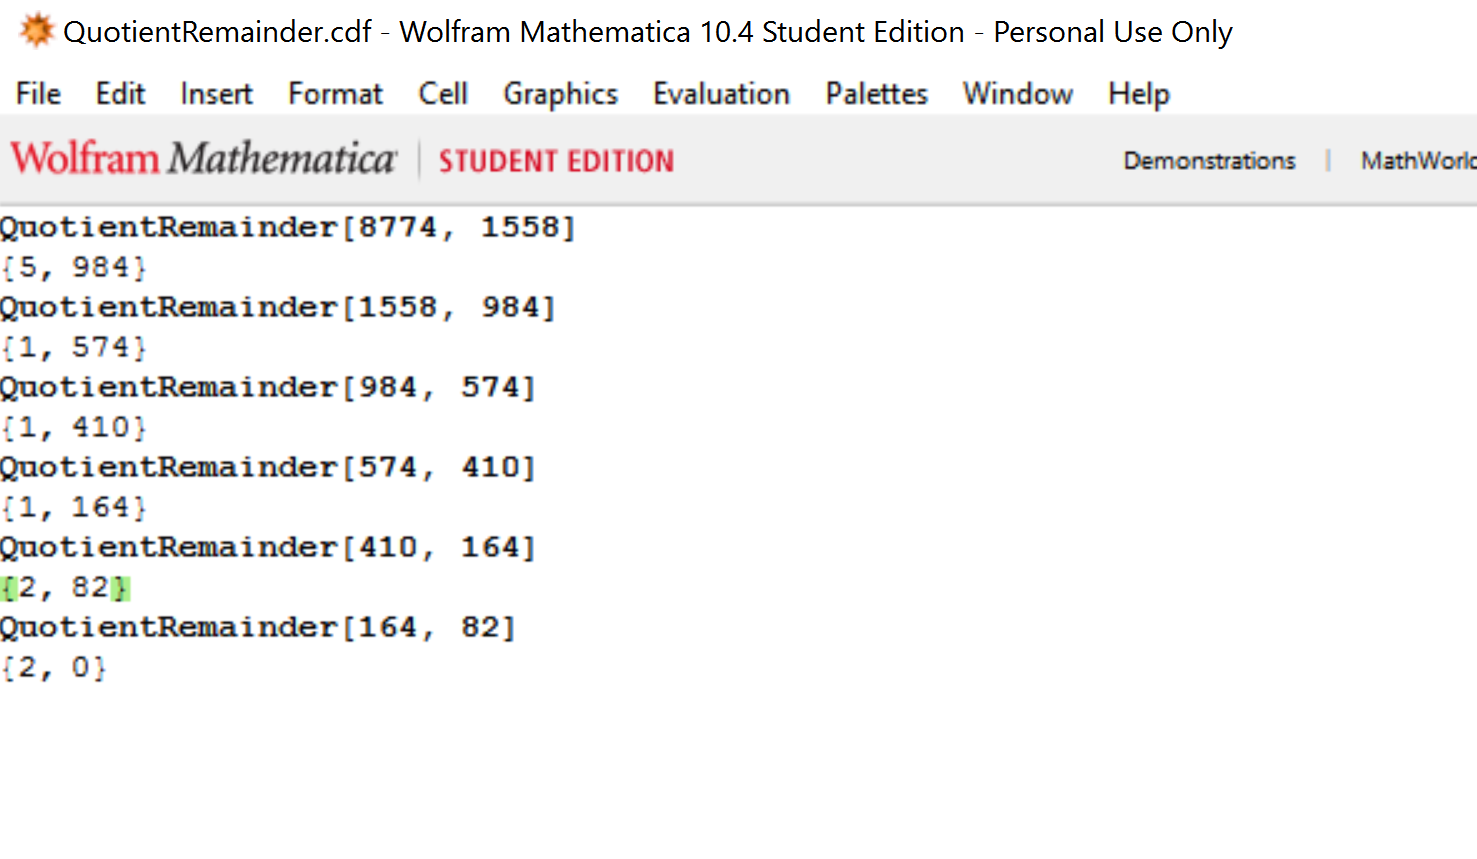 QuotientRemainder.cdf - Wolfram Mathematica 10.4 Student Edition - Personal Use Only
File Edit Insert Format Cell Graphics Evaluation Palettes Window Help
Wolfram Mathematica | STUDENT EDITION Demonstrations | MathWorld
QuotientRemainder[8774, 1558]
{5, 984}
QuotientRemainder[1558, 984]
{1, 574}
QuotientRemainder[984, 574]
{1, 410}
QuotientRemainder[574, 410]
{1, 164}
QuotientRemainder[410, 164]
{2, 82}
QuotientRemainder[164, 82]
{2, 0}